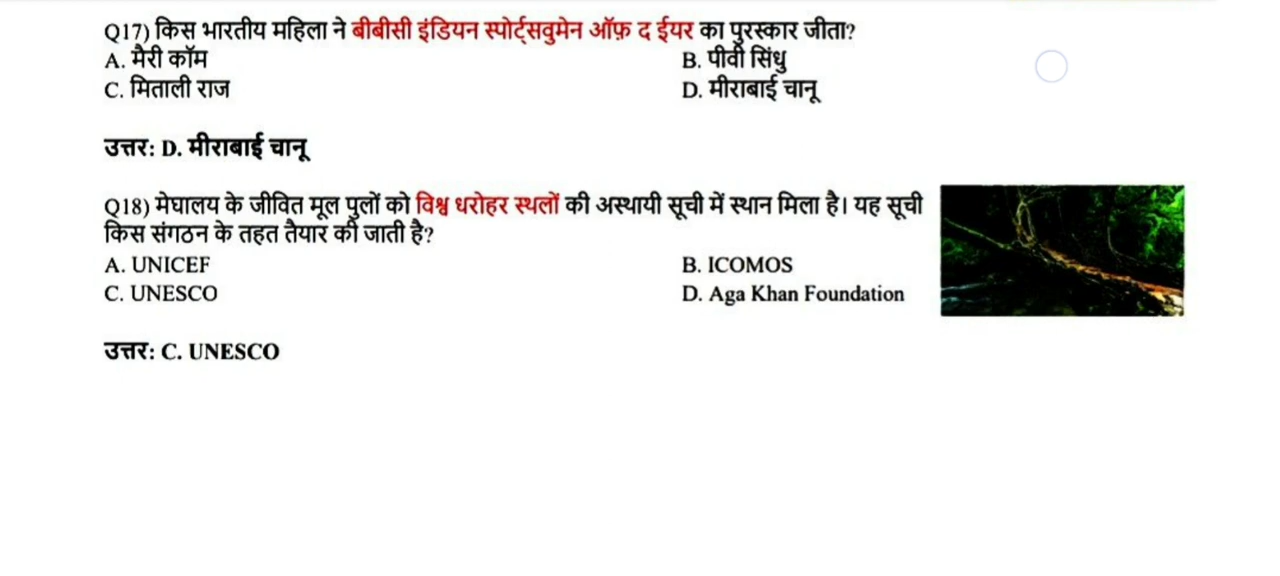 Q17) किस भारतीय महिला ने बीबीसी इंडियन स्पोर्ट्सवुमेन ऑफ़ द ईयर का पुरस्कार जीता?
A. मैरी कॉम B. पीवी सिंधु
C. मिताली राज D. मीराबाई चानू
उत्तर: D. मीराबाई चानू
Q18) मेघालय के जीवित मूल पुलों को विश्व धरोहर स्थलों की अस्थायी सूची में स्थान मिला है। यह सूची
किस संगठन के तहत तैयार की जाती है?
A. UNICEF B. ICOMOS
C. UNESCO D. Aga Khan Foundation
उत्तर: C. UNESCO